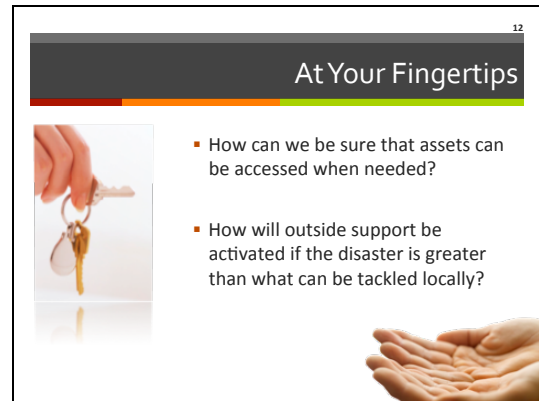 12
At Your Fingertips
▪ How can we be sure that assets can
be accessed when needed?
▪ How will outside support be
activated if the disaster is greater
than what can be tackled locally?